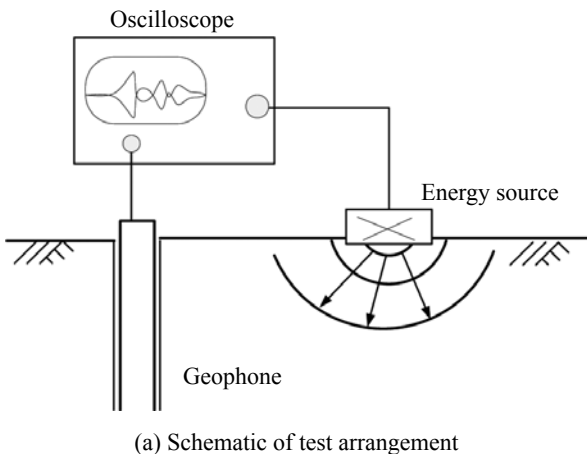 Oscilloscope
Energy source
Geophone
(a) Schematic of test arrangement